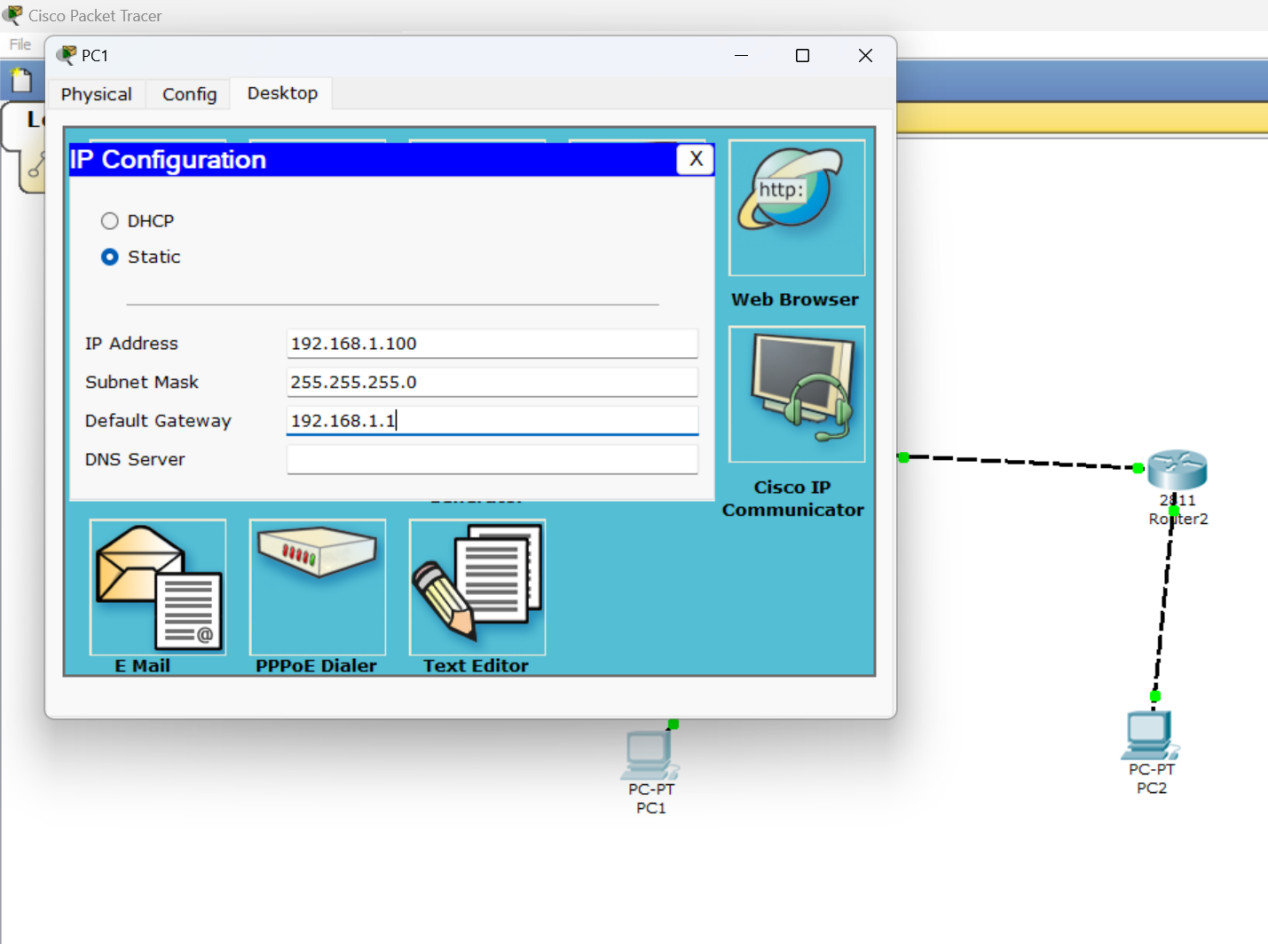 Cisco Packet Tracer
File
PC1
Physical
Config
Desktop
IP Configuration
X
DHCP
Static
IP Address
192.168.1.100
Subnet Mask
255.255.255.0
Default Gateway
192.168.1.1
DNS Server
http:
Web Browser
Cisco IP
Communicator
@
E Mail
PPPoE Dialer
Text Editor
2811
Router2
PC-PT
PC1
PC-PT
PC2